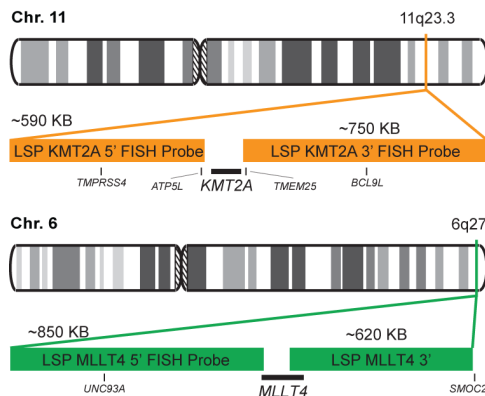 Chr. 11
11q23.3
~590 KB
~750 KB
LSP KMT2A 5' FISH Probe
LSP KMT2A 3' FISH Probe
TMPRSS4
ATP5L
KMT2A
TMEM25
BCL9L
Chr. 6
6q27
~850 KB
~620 KB
LSP MLLT4 5' FISH Probe
LSP MLLT4 3'
UNC93A
MLLT4
SMOC2